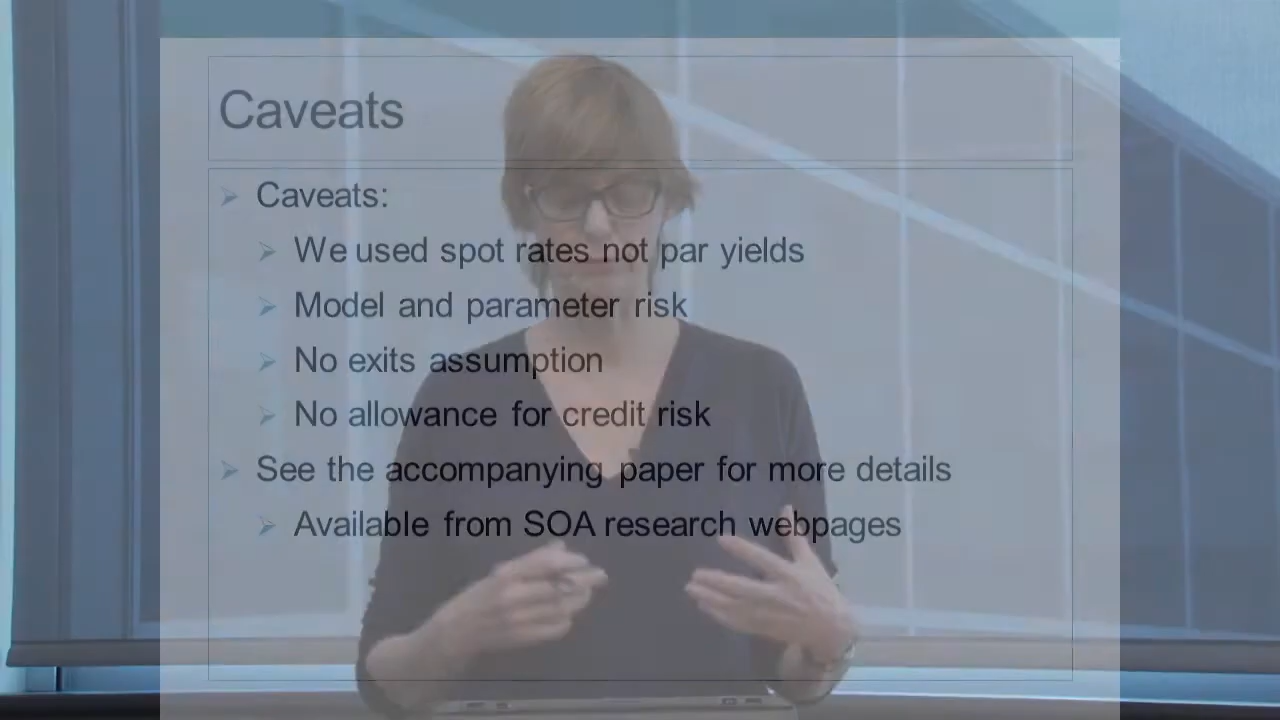 Caveats
Caveats:
We used spot rates not par yields
Model and parameter risk
No exits assumption
No allowance for credit risk
See the accompanying paper for more details
Available from SOA research webpages